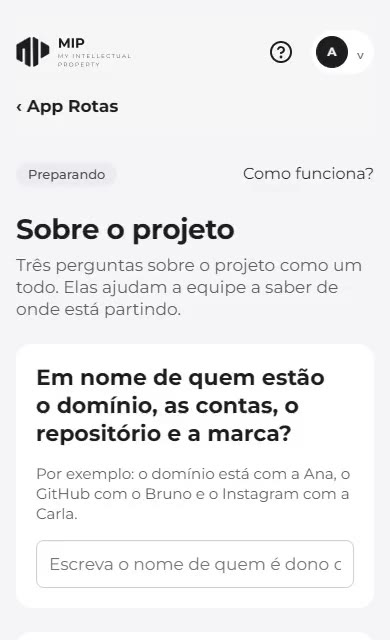 MIP
MY INTELLECTUAL
PROPERTY
A v
‹ App Rotas
Preparando
Como funciona?
Sobre o projeto
Três perguntas sobre o projeto como um
todo. Elas ajudam a equipe a saber de
onde está partindo.
Em nome de quem estão
o domínio, as contas, o
repositório e a marca?
Por exemplo: o domínio está com a Ana, o
GitHub com o Bruno e o Instagram com a
Carla.
Escreva o nome de quem é dono c